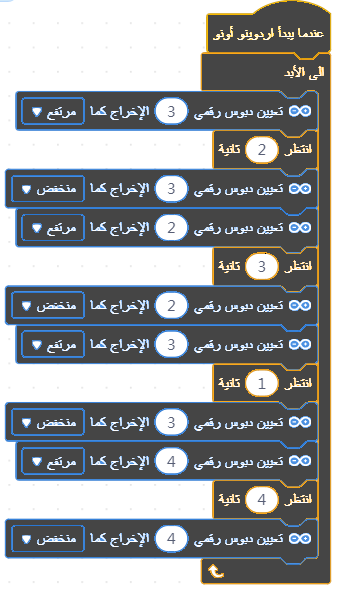 عندما يبدأ اردوينو أونو
الى الأبد
تعيين دبوس رقمي 3 الإخراج كما مرتفع
انتظر 2 ثانية
تعيين دبوس رقمي 3 الإخراج كما منخفض
تعيين دبوس رقمي 2 الإخراج كما مرتفع
انتظر 3 ثانية
تعيين دبوس رقمي 2 الإخراج كما منخفض
تعيين دبوس رقمي 3 الإخراج كما مرتفع
انتظر 1 ثانية
تعيين دبوس رقمي 3 الإخراج كما منخفض
تعيين دبوس رقمي 4 الإخراج كما مرتفع
انتظر 4 ثانية
تعيين دبوس رقمي 4 الإخراج كما منخفض